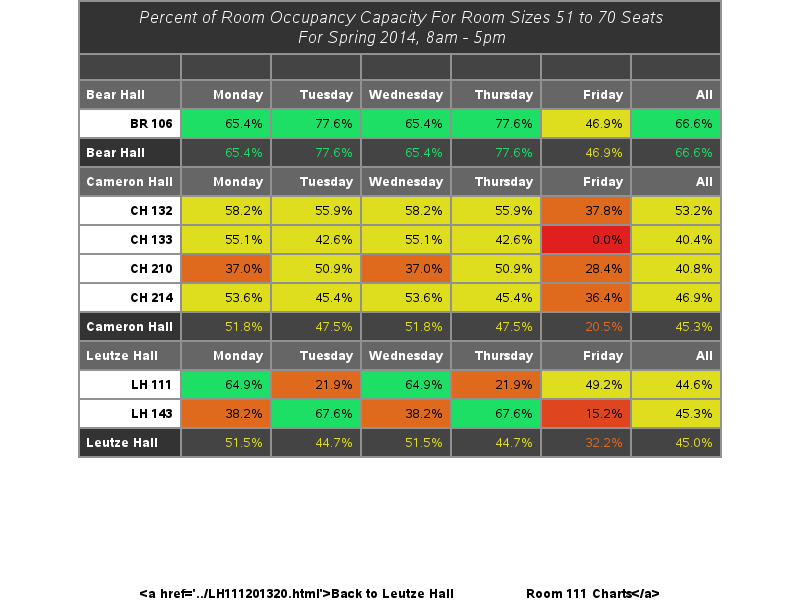 Percent of Room Occupancy Capacity For Room Sizes 51 to 70 Seats
For Spring 2014, 8am - 5pm
Bear Hall Monday Tuesday Wednesday Thursday Friday All
BR 106 65.4% 77.6% 65.4% 77.6% 46.9% 66.6%
Bear Hall 65.4% 77.6% 65.4% 77.6% 46.9% 66.6%
Cameron Hall Monday Tuesday Wednesday Thursday Friday All
CH 132 58.2% 55.9% 58.2% 55.9% 37.8% 53.2%
CH 133 55.1% 42.6% 55.1% 42.6% 0.0% 40.4%
CH 210 37.0% 50.9% 37.0% 50.9% 28.4% 40.8%
CH 214 53.6% 45.4% 53.6% 45.4% 36.4% 46.9%
Cameron Hall 51.8% 47.5% 51.8% 47.5% 20.5% 45.3%
Leutze Hall Monday Tuesday Wednesday Thursday Friday All
LH 111 64.9% 21.9% 64.9% 21.9% 49.2% 44.6%
LH 143 38.2% 67.6% 38.2% 67.6% 15.2% 45.3%
Leutze Hall 51.5% 44.7% 51.5% 44.7% 32.2% 45.0%
<a href='../LH111201320.html'>Back to Leutze Hall Room 111 Charts</a>